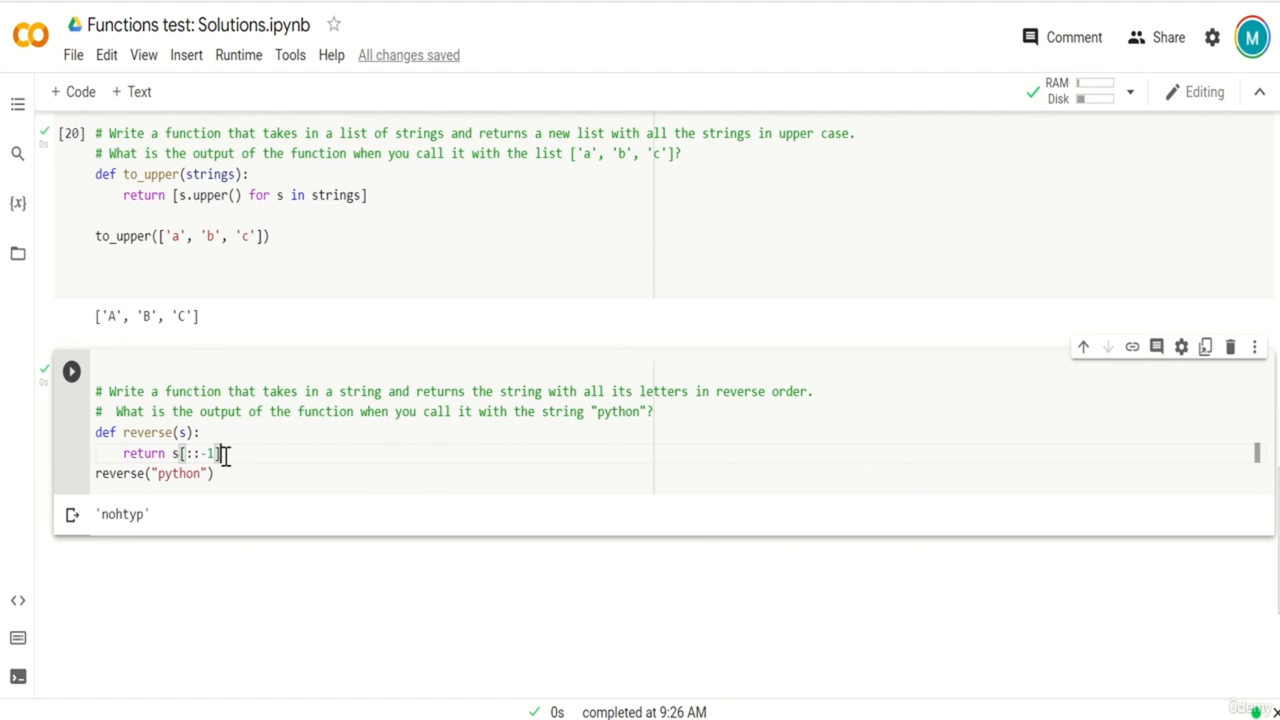 Functions test: Solutions.ipynb
Comment
Share
M
File Edit View Insert Runtime Tools Help All changes saved
+ Code + Text
RAM
Disk
Editing
[20] # Write a function that takes in a list of strings and returns a new list with all the strings in upper case.
0s
# What is the output of the function when you call it with the list ['a', 'b', 'c']?
def to_upper(strings):
return [s.upper() for s in strings]
{x}
to_upper(['a', 'b', 'c'])
['A', 'B', 'C']
0s
# Write a function that takes in a string and returns the string with all its letters in reverse order.
# What is the output of the function when you call it with the string "python"?
def reverse(s):
return s[::-1]
reverse("python")
'nohtyp'
0s completed at 9:26 AM
ûdemy